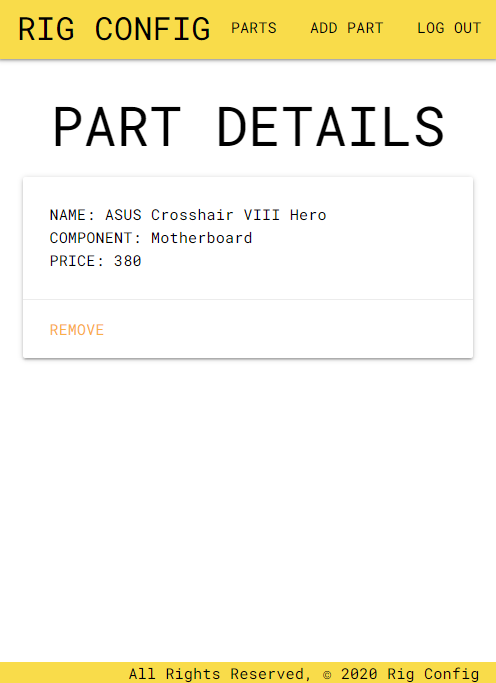 RIG CONFIG PARTS ADD PART LOG OUT
PART DETAILS
NAME: ASUS Crosshair VIII Hero
COMPONENT: Motherboard
PRICE: 380
REMOVE
All Rights Reserved, © 2020 Rig Config